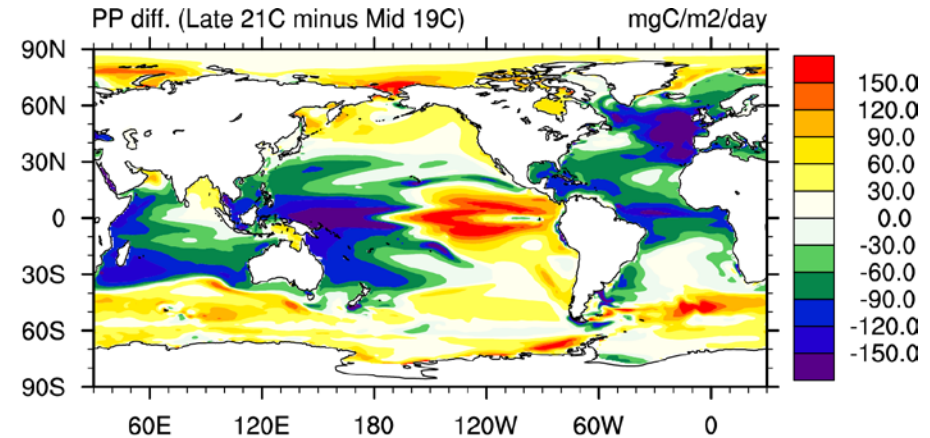 PP diff. (Late 21C minus Mid 19C) mgC/m2/day
90N
60N
30N
0
30S
60S
90S
60E 120E 180 120W 60W 0
150.0
120.0
90.0
60.0
30.0
0.0
-30.0
-60.0
-90.0
-120.0
-150.0